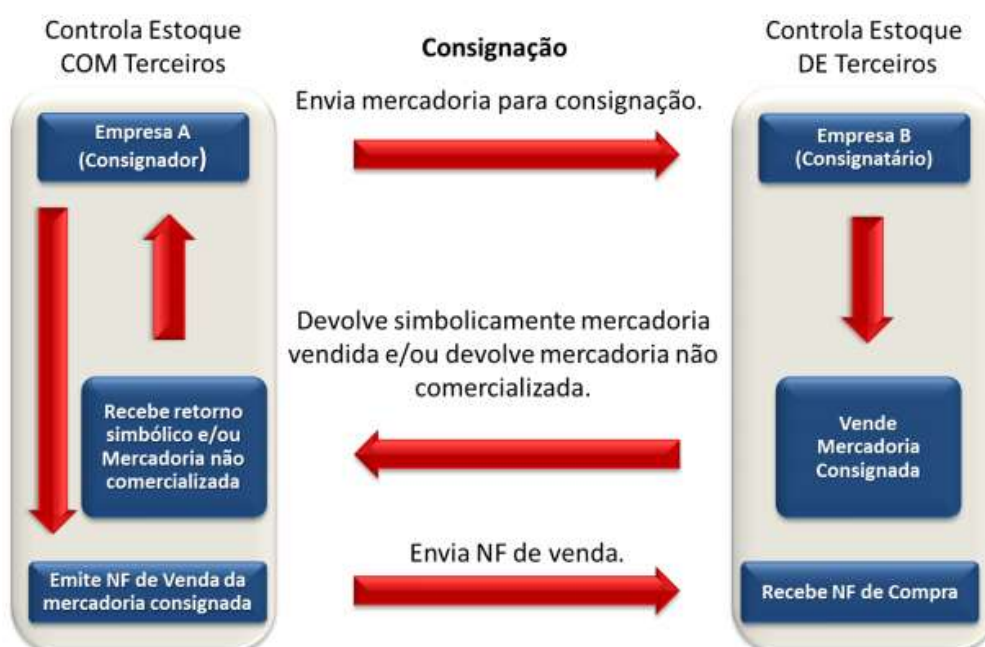 Controla Estoque
COM Terceiros
Consignação
Controla Estoque
DE Terceiros
Envia mercadoria para consignação.
Empresa A
(Consignador)
Empresa B
(Consignatário)
Devolve simbolicamente mercadoria
vendida e/ou devolve mercadoria não
comercializada.
Recebe retorno
simbólico e/ou
Mercadoria não
comercializada
Vende
Mercadoria
Consignada
Envia NF de venda.
Emite NF de Venda da
mercadoria consignada
Recebe NF de Compra